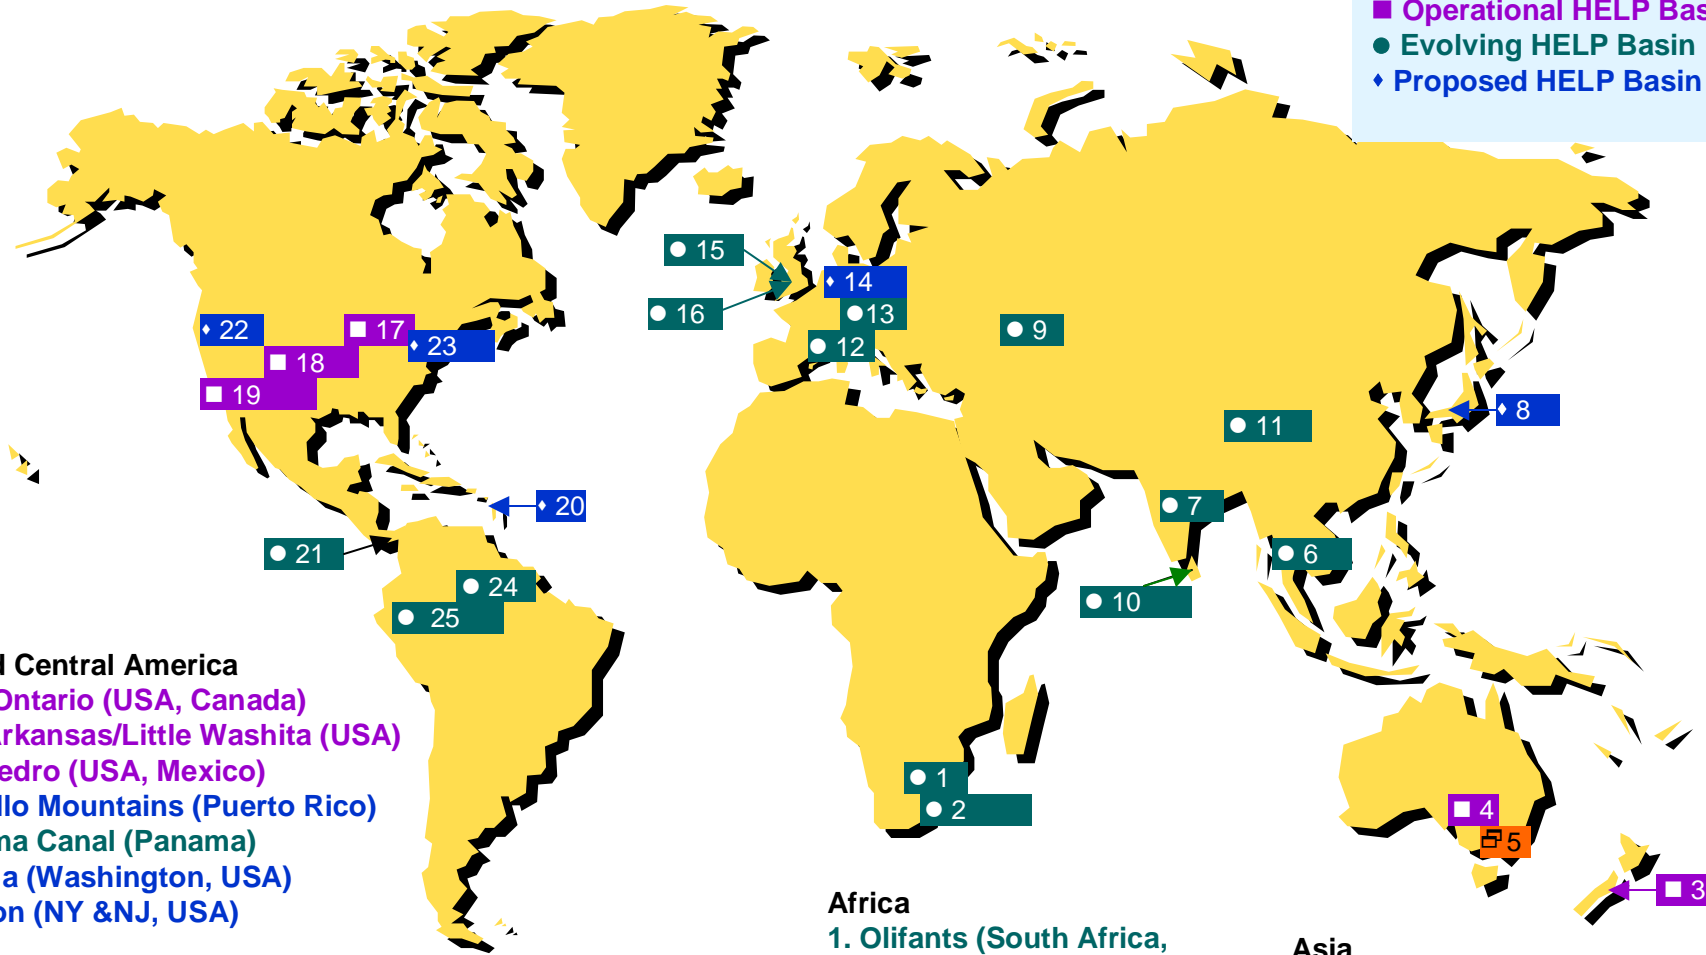 Operational HELP Bas
Evolving HELP Basin
Proposed HELP Basin
15
14
16
13
22
17
9
23
12
18
19
8
11
20
7
21
6
24
10
25
d Central America
Ontario (USA, Canada)
Arkansas/Little Washita (USA)
edro (USA, Mexico)
llo Mountains (Puerto Rico)
ma Canal (Panama)
a (Washington, USA)
on (NY &NJ, USA)
1
2
4
5
3
Africa
1. Olifants (South Africa,
Asia